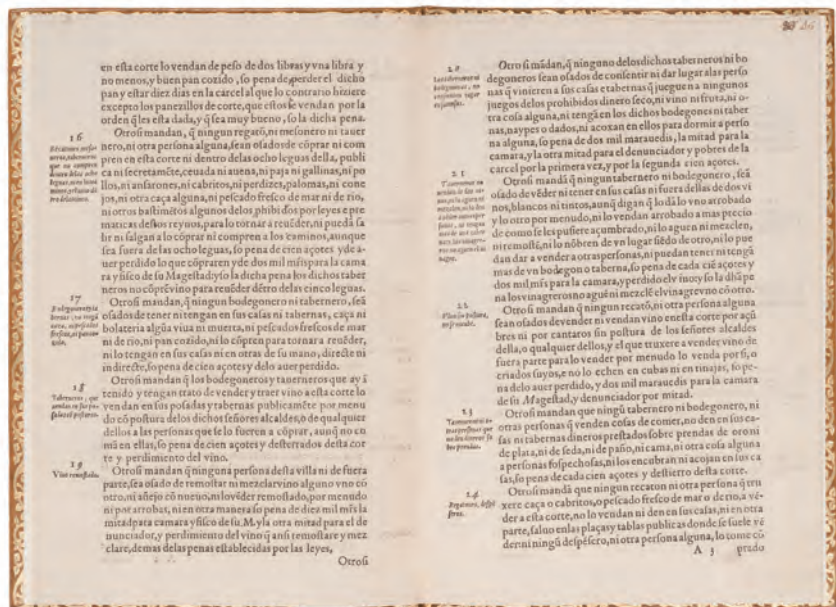 en esta corte lo vendan de peso de dos libras y vna libra y
no menos, y buen pan cozido, so pena de perder el dicho
pan y estar diez dias en la carcel al que lo contrario hiziere
excepto los panezillos de corte, que estos se vendan por la
orden q̃ les esta dada, y q̃ sea muy bueno, so la dicha pena.
16
Otrosi mandan, q̃ ningun regatõ, ni mesonero ni tauer
nero, ni otra persona alguna, sean osados de cõprar ni com
pren en esta corte ni dentro delas ocho leguas della, publi
ca ni secretamẽte, ceuada ni auena, ni paja ni gallinas, ni po
llos, ni ansarones, ni cabritos, ni perdizes, palomas, ni cone
jos, ni otra caça alguna, ni pescado fresco de mar ni de rio,
ni otros bastimẽtos algunos delos phibidos por leyes e pre
maticas destos reynos, para lo tornar a reuẽder, ni pueda sa
lir ni salgan a lo cõprar ni compren a los caminos, aunque
sea fuera de las ocho leguas, so pena de cien açotes y de a-
uer perdido lo que cõpraren y de dos mil mr̃s para la cama
ra y fisco de su Magestad: y so la dicha pena los dichos taber
neros no cõprẽ vino para reuẽder dẽtro delas cinco leguas.
17
Otrosi mandan, q̃ ningun bodegonero ni tabernero, seã
osados de tener ni tengan en sus casas ni tabernas, caça ni
bolateria algũa viua ni muerta, ni pescados frescos de mar
ni de rio, ni pan cozido, ni lo cõpren para tornar a reuẽder,
ni lo tengan en sus casas ni en otras de su mano, directe ni
indirecte, so pena de cien açotes y delo auer perdido.
18
Otrosi mandan q̃ los bodegoneros y tauerneros que ay ã
tenido y tengan trato de vender y traer vino a esta corte lo
vendan en sus posadas y tabernas publicamẽte por menu
do cõ postura delos dichos señores alcaldes, o de qualquier
dellos a las personas que se lo fueren a cõprar, aunq̃ no co
mã en ellas, so pena de cien açotes y desterrados desta cor
te y perdimiento del vino.
19
Vino remostado.
Otrosi mandan q̃ ninguna persona desta villa ni de fuera
parte, sea osado de remostar ni mezclar vino alguno vno cõ
otro, ni añejo cõ nueuo, ni lo vẽder remostado, por menudo
ni por arrobas, ni en otra manera so pena de diez mil mr̃s la
mitad para camara y fisco de su M. y la otra mitad para el de
nunciador, y perdimiento del vino q̃ ansi remostare y mez
clare, demas delas penas establecidas por las leyes,
Otrosi
20
Otro si mãdan, q̃ ninguno delos dichos taberneros ni bo
degoneros sean osados de consentir ni dar lugar a las perso
nas q̃ vinieren a sus casas e tabernas q̃ jueguen a ningunos
juegos delos prohibidos dinero seco, ni vino ni fruta, ni o-
tra cosa alguna, ni tengã en los dichos bodegones ni taber
nas, naypes o dados, ni acoxan en ellos para dormir a perso
na alguna, so pena de dos mil marauedis, la mitad para la
camara, y la otra mitad para el denunciador y pobres de la
carcel por la primera vez, y por la segunda cien açotes.
21
Otrosi mandã q̃ ningun tabernero ni bodegonero, seã
osado de vẽder ni tener en sus casas ni fuera dellas de dos vi
nos, blancos ni tintos, aunq̃ digan q̃ lo dã lo vno arrobado
y lo otro por menudo, ni lo vendan arrobado a mas precio
de como se les pusiere açumbrado, ni lo aguen ni mezclen,
ni remostẽ, ni lo nõbren de vn lugar siẽdo de otro, ni lo pue
dan dar a vender a otras personas, ni puedan tener ni tengã
mas de vn bodegon o taberna, so pena de cada ciẽ açotes y
dos mil mr̃s para la camara, y perdido el vino: y so la dha pe
na los vinagreros no aguẽ ni mezclẽ el vinagre vno cõ otro.
22
Otrosi mandan, q̃ ningun recatõ, ni otra persona alguna
sean osados de vender ni vendan vino en esta corte por açũ
bres ni por cantaros sin postura de los señores alcaldes
della, o qualquier dellos, y el que truxere a vender vino de
fuera parte para lo vender por menudo lo venda por si, o
criados suyos, e no lo echen en cubas ni en tinajas, so pe-
na delo auer perdido, y dos mil marauedis para la camara
de su Magestad, y denunciador por mitad.
23
Otrosi mandan que ningũ tabernero ni bodegonero, ni
otras personas q̃ venden cosas de comer, no den en sus ca-
sas ni tabernas dineros prestados sobre prendas de oro ni
de plata, ni de seda, ni de paño, ni cama, ni otra cosa alguna
a personas sospechosas, ni los encubran ni acojan en sus ca
sas, so pena de cada cien açotes y destierro desta corte.
24
Otrosi mandã que ningun recaton ni otra persona q̃ tru
xere caça o cabritos, o pescado fresco de mar o de rio, a vẽ-
der a esta corte, no lo vendan ni den en sus casas, ni en otra
parte, saluo en las plaças y tablas publicas donde se suele vẽ
der: ni ningũ despẽsero, ni otra persona alguna, lo tome cõ
A 3
prado